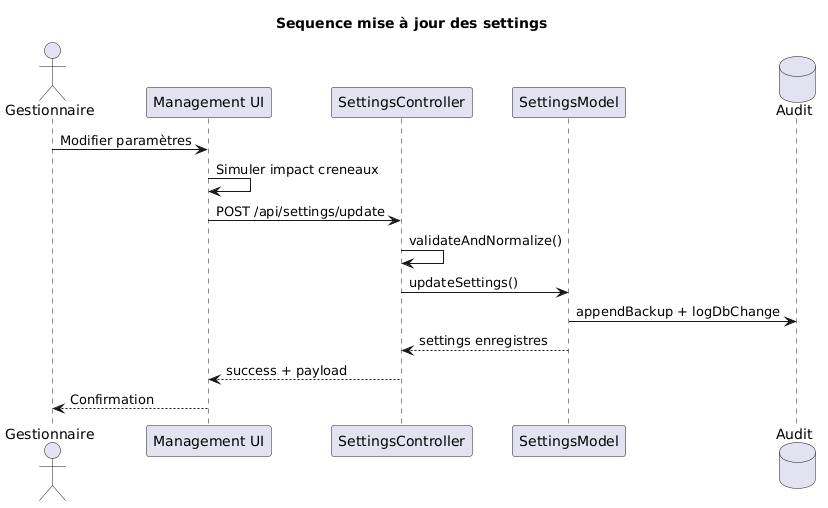 Sequence mise à jour des settings
Gestionnaire
Management UI
SettingsController
SettingsModel
Audit
Modifier paramètres
Simuler impact creneaux
POST /api/settings/update
validateAndNormalize()
updateSettings()
appendBackup + logDbChange
settings enregistres
success + payload
Confirmation
Gestionnaire
Management UI
SettingsController
SettingsModel
Audit